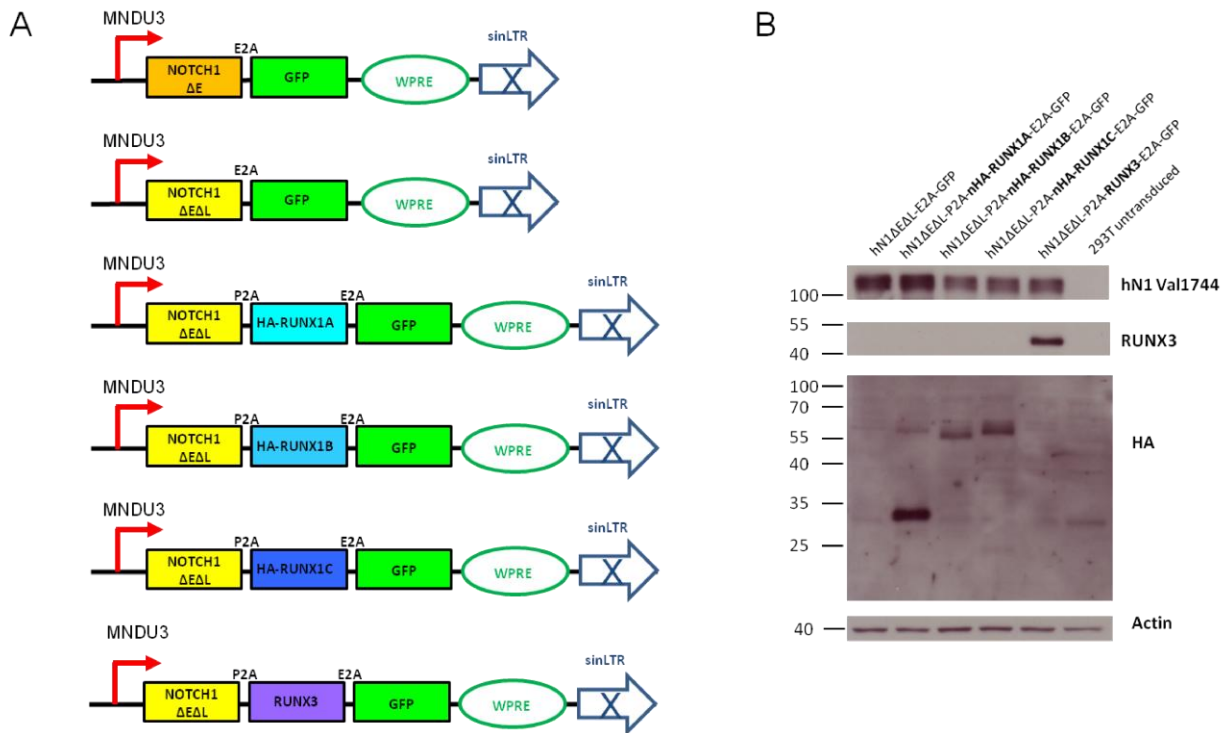 A
MNDU3
E2A
sinLTR
NOTCH1
ΔE
GFP
WPRE
X
MNDU3
E2A
sinLTR
NOTCH1
ΔEΔL
GFP
WPRE
X
MNDU3
P2A
E2A
sinLTR
NOTCH1
ΔEΔL
HA-RUNX1A
GFP
WPRE
X
MNDU3
P2A
E2A
sinLTR
NOTCH1
ΔEΔL
HA-RUNX1B
GFP
WPRE
X
MNDU3
P2A
E2A
sinLTR
NOTCH1
ΔEΔL
HA-RUNX1C
GFP
WPRE
X
MNDU3
P2A
E2A
sinLTR
NOTCH1
ΔEΔL
RUNX3
GFP
WPRE
X
B
hN1ΔEΔL-E2A-GFP
hN1ΔEΔL-P2A-nHA-RUNX1A-E2A-GFP
hN1ΔEΔL-P2A-nHA-RUNX1B-E2A-GFP
hN1ΔEΔL-P2A-nHA-RUNX1C-E2A-GFP
hN1ΔEΔL-P2A-RUNX3-E2A-GFP
293T untransduced
100
hN1 Val1744
55
40
RUNX3
100
70
55
40
35
25
HA
40
Actin